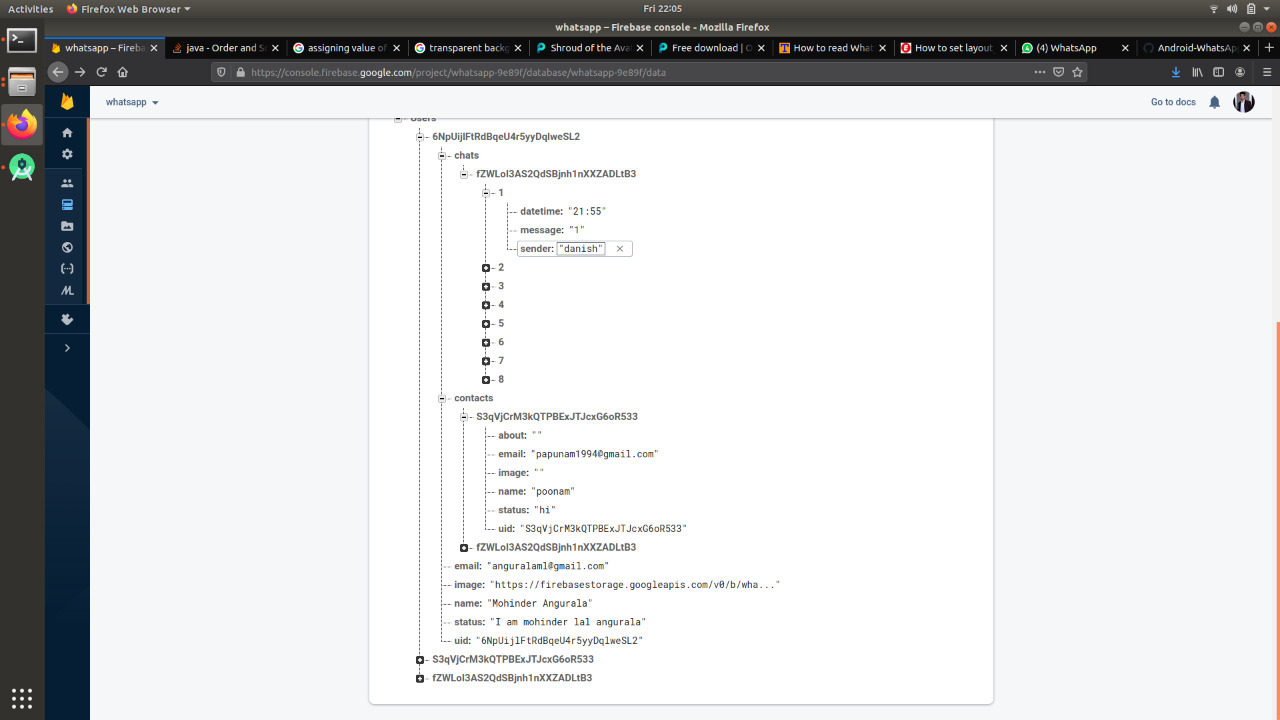 Activities Firefox Web Browser Fri 22:05
whatsapp – Firebase console - Mozilla Firefox
whatsapp – Fireba java - Order and S assigning value of transparent backg Shroud of the Ava Free download | O How to read What How to set layout (4) WhatsApp Android-WhatsAp
https://console.firebase.google.com/project/whatsapp-9e89f/database/whatsapp-9e89f/data
whatsapp Go to docs
Users
6NpUijlFtRdBqeU4r5yyDqlweSL2
chats
fZWLoI3AS2QdSBjnh1nXXZADLtB3
1
datetime: "21:55"
message: "1"
sender: "danish"
2
3
4
5
6
7
8
contacts
S3qVjCrM3kQTPBExJTJcxG6oR533
about: ""
email: "papunam1994@gmail.com"
image: ""
name: "poonam"
status: "hi"
uid: "S3qVjCrM3kQTPBExJTJcxG6oR533"
fZWLoI3AS2QdSBjnh1nXXZADLtB3
email: "anguralaml@gmail.com"
image: "https://firebasestorage.googleapis.com/v0/b/wha..."
name: "Mohinder Angurala"
status: "I am mohinder lal angurala"
uid: "6NpUijlFtRdBqeU4r5yyDqlweSL2"
S3qVjCrM3kQTPBExJTJcxG6oR533
fZWLoI3AS2QdSBjnh1nXXZADLtB3